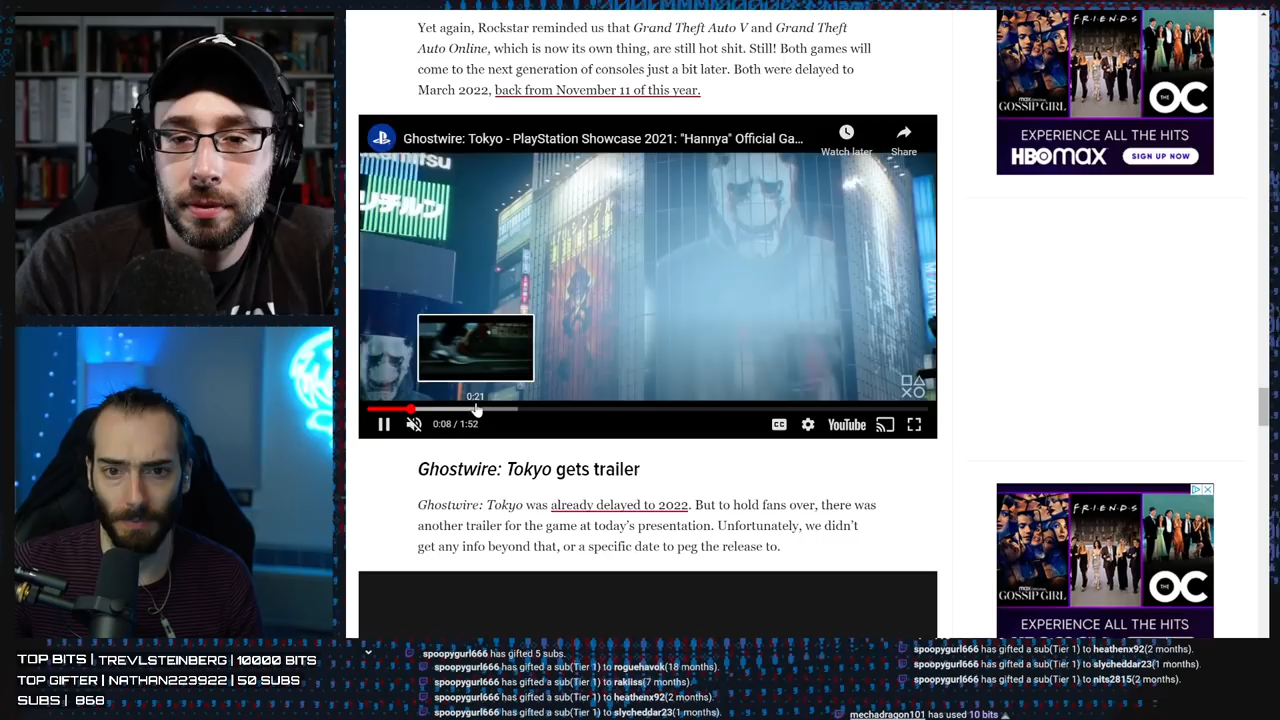 Yet again, Rockstar reminded us that Grand Theft Auto V and Grand Theft
Auto Online, which is now its own thing, are still hot shit. Still! Both games will
come to the next generation of consoles just a bit later. Both were delayed to
March 2022, back from November 11 of this year.
Ghostwire: Tokyo - PlayStation Showcase 2021: "Hannya" Official Ga...
Watch later
Share
0:21
0:08 / 1:52
CC
YouTube
Ghostwire: Tokyo gets trailer
Ghostwire: Tokyo was already delayed to 2022. But to hold fans over, there was
another trailer for the game at today's presentation. Unfortunately, we didn't
get any info beyond that, or a specific date to peg the release to.
FRIENDS
max original
GOSSIP GIRL
THE OC
EXPERIENCE ALL THE HITS
HBOMAX
SIGN UP NOW
FRIENDS
max original
GOSSIP GIRL
THE OC
EXPERIENCE ALL THE HITS
TOP BITS | TREVLSTEINBERG | 10000 BITS
TOP GIFTER | NATHAN223922 | 50 SUBS
SUBS | 868
spoopygurl666 has gifted 5 subs.
spoopygurl666 has gifted a sub(Tier 1) to roguehavok(18 months).
spoopygurl666 has gifted a sub(Tier 1) to rakiiss(7 months).
spoopygurl666 has gifted a sub(Tier 1) to heathenx92(2 months).
spoopygurl666 has gifted a sub(Tier 1) to slycheddar23(1 months).
spoopygurl666 has gifted a sub(Tier 1) to heathenx92(2 months).
spoopygurl666 has gifted a sub(Tier 1) to slycheddar23(1 months).
spoopygurl666 has gifted a sub(Tier 1) to nits2815(2 months).
mechadragon101 has used 10 bits